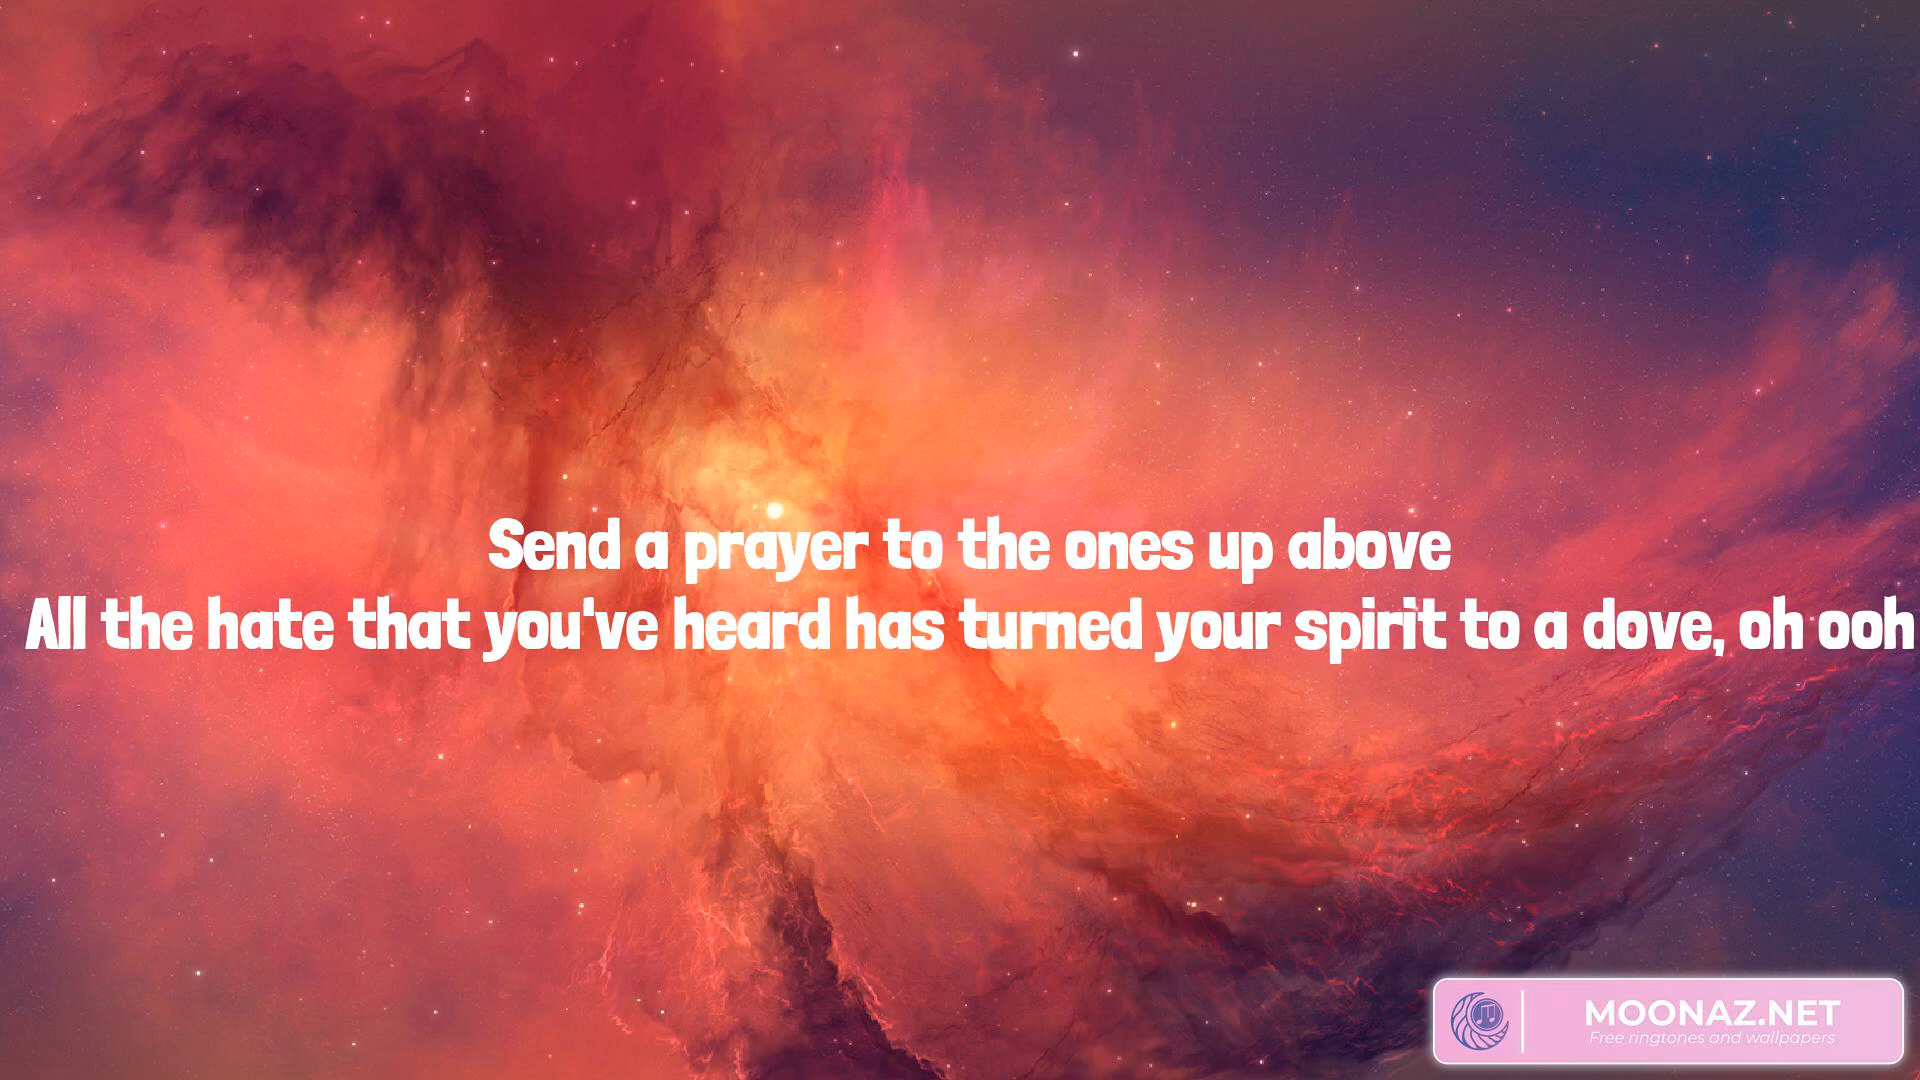 Send a prayer to the ones up above
All the hate that you've heard has turned your spirit to a dove, oh ooh
MOONAZ.NET
Free ringtones and wallpapers